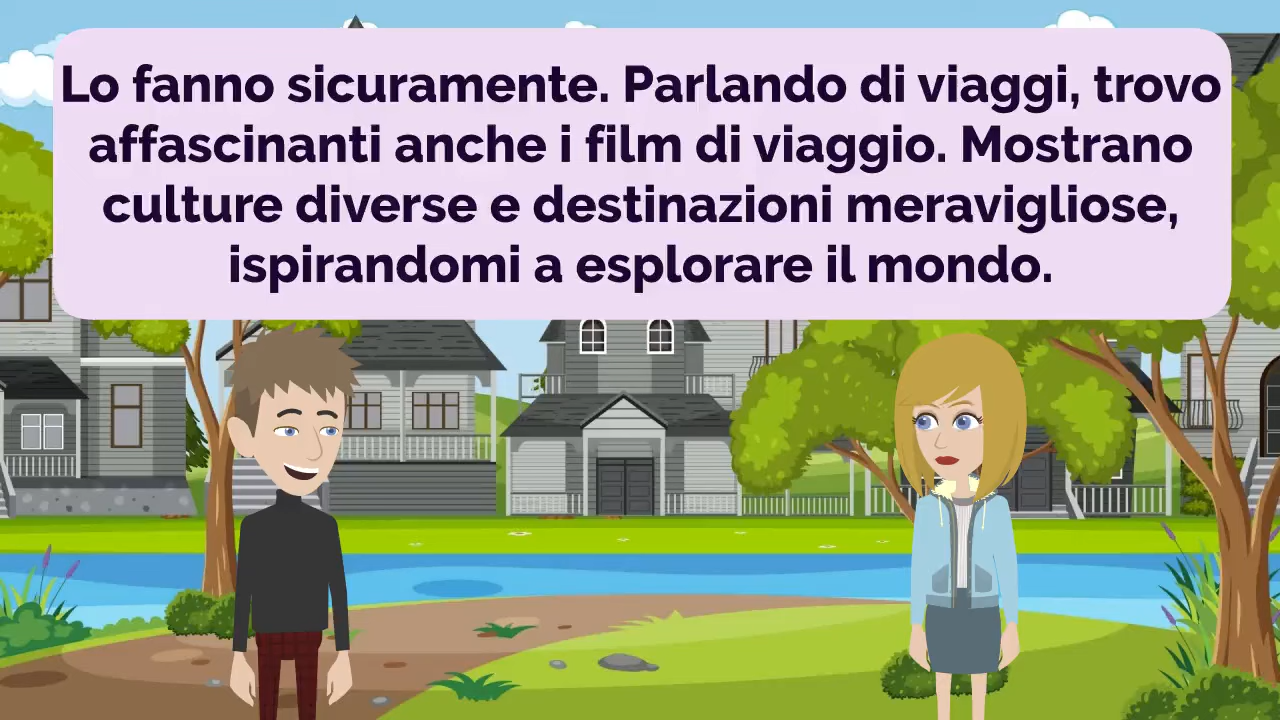 Lo fanno sicuramente. Parlando di viaggi, trovo
affascinanti anche i film di viaggio. Mostrano
culture diverse e destinazioni meravigliose,
ispirandomi a esplorare il mondo.